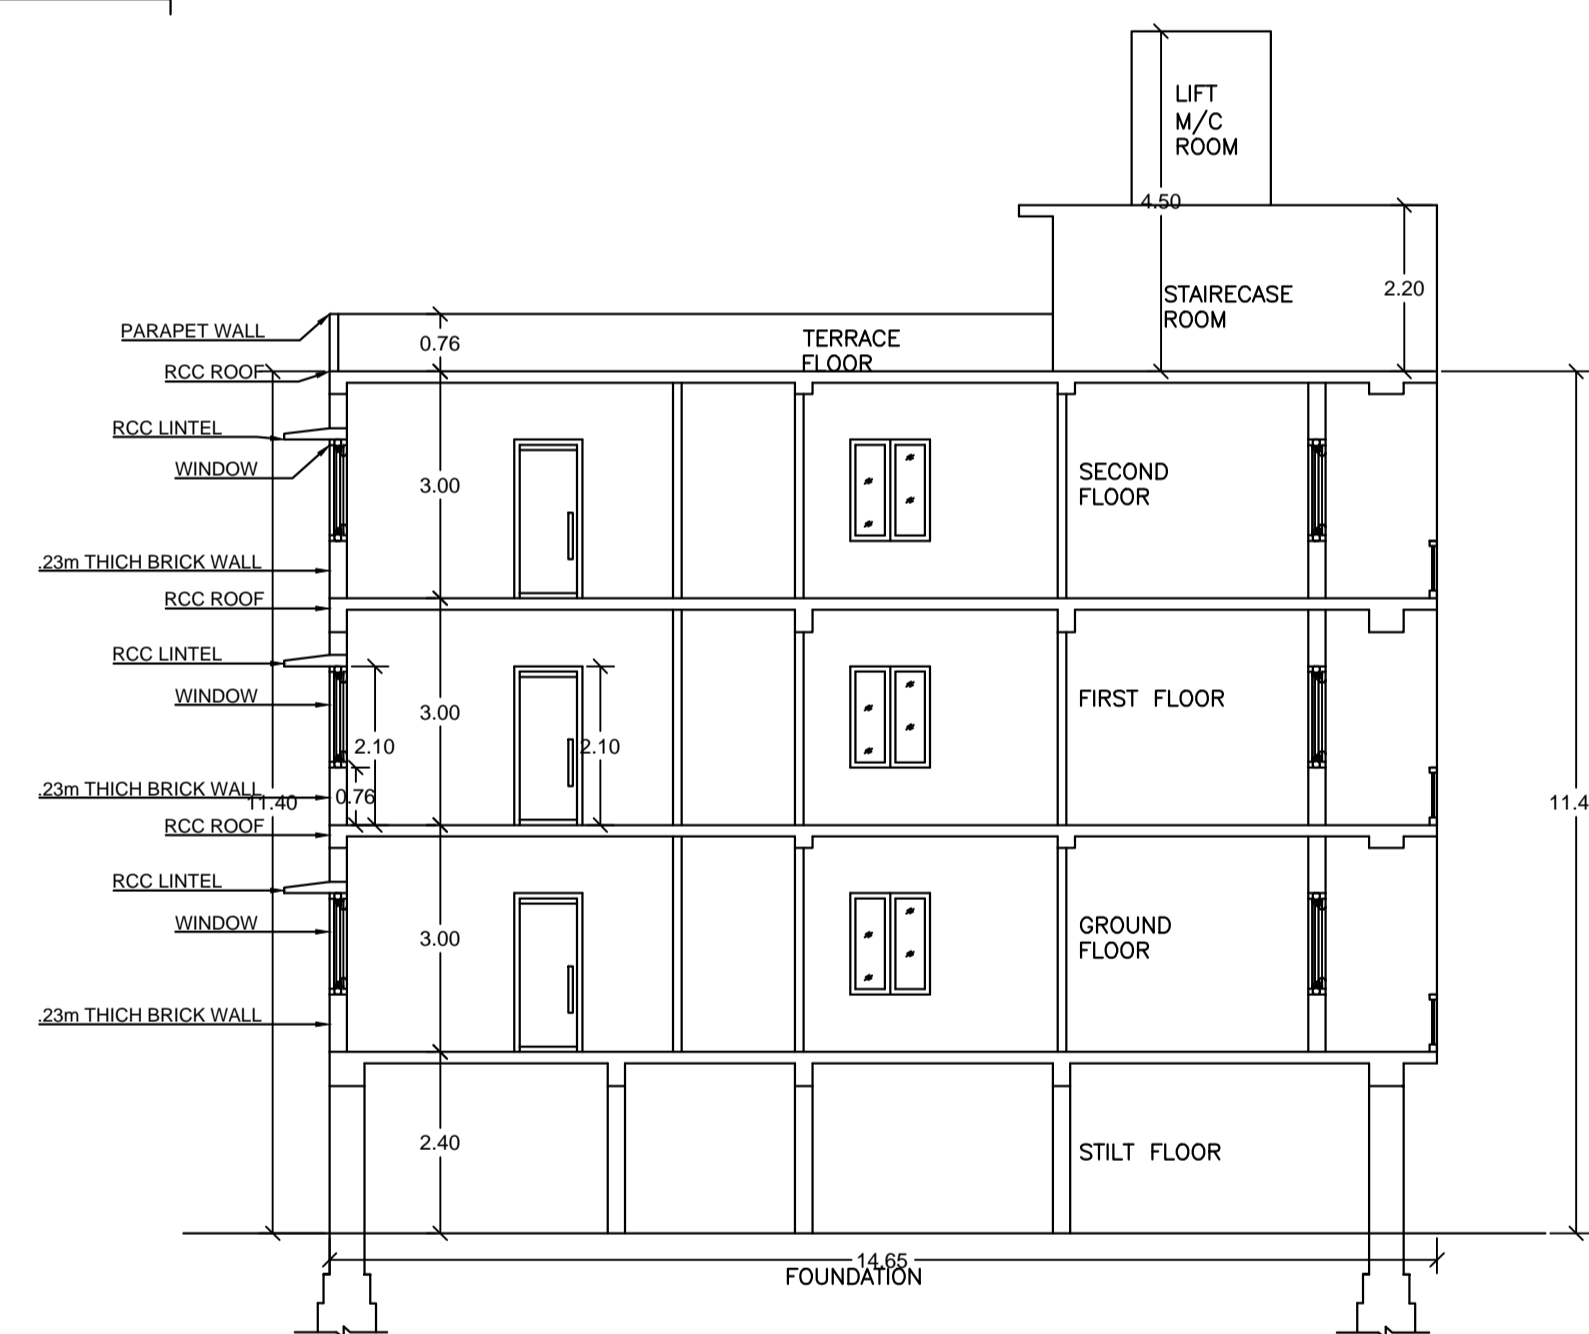 LIFT
M/C
ROOM
4.50
STAIRECASE
ROOM
2.20
PARAPET WALL
0.76
TERRACE
FLOOR
RCC ROOF
RCC LINTEL
WINDOW
3.00
SECOND
FLOOR
.23m THICH BRICK WALL
RCC ROOF
RCC LINTEL
WINDOW
3.00
FIRST FLOOR
2.10
2.10
.23m THICH BRICK WALL
11.40
0.76
11.4
RCC ROOF
RCC LINTEL
WINDOW
3.00
GROUND
FLOOR
.23m THICH BRICK WALL
2.40
STILT FLOOR
14.65
FOUNDATION